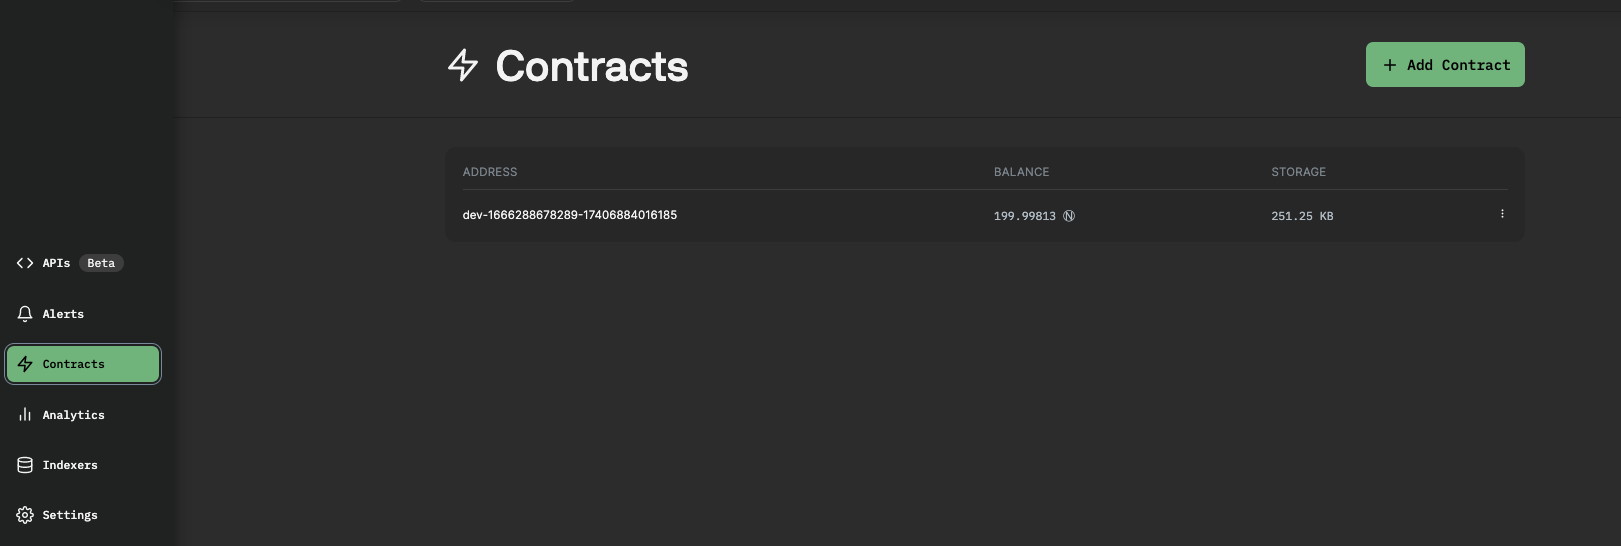 Contracts
+ Add Contract
ADDRESS BALANCE STORAGE
dev-1666288678289-17406884016185 199.99813 Ⓝ 251.25 KB
APIs Beta
Alerts
Contracts
Analytics
Indexers
Settings